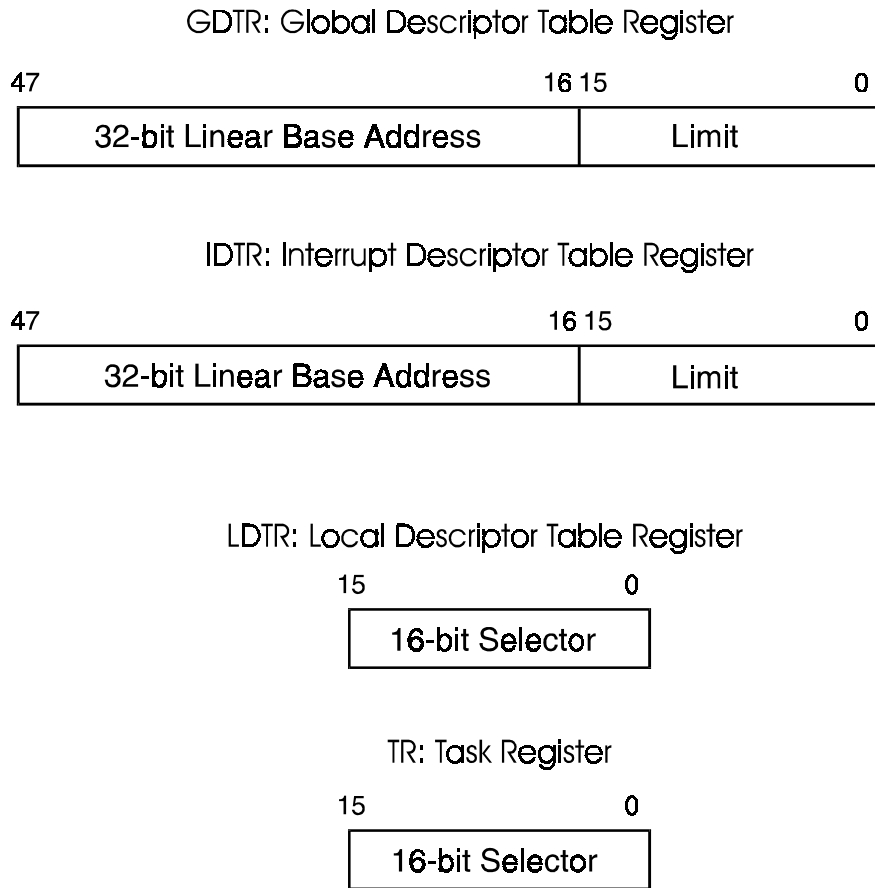 GDTR: Global Descriptor Table Register
47 16 15 0
32-bit Linear Base Address Limit
IDTR: Interrupt Descriptor Table Register
47 16 15 0
32-bit Linear Base Address Limit
LDTR: Local Descriptor Table Register
15 0
16-bit Selector
TR: Task Register
15 0
16-bit Selector